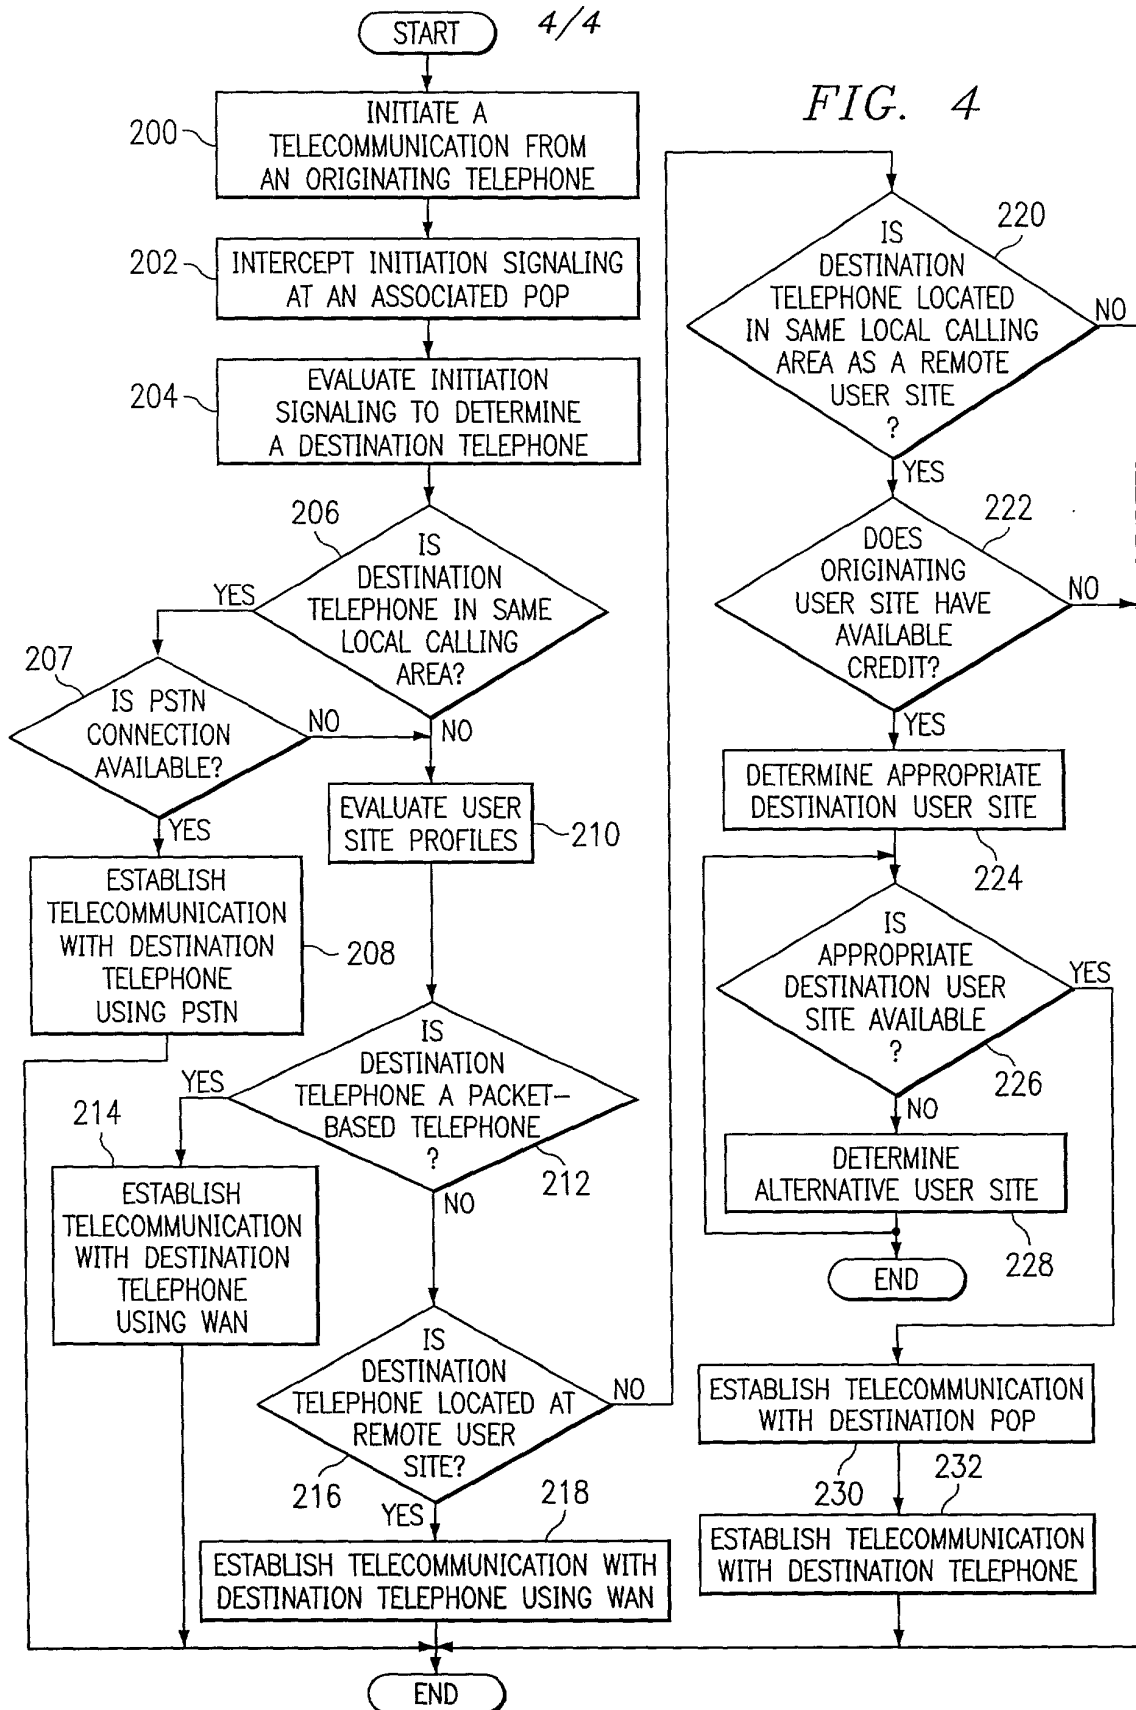 4/4
FIG. 4
START
200
INITIATE A
TELECOMMUNICATION FROM
AN ORIGINATING TELEPHONE
202
INTERCEPT INITIATION SIGNALING
AT AN ASSOCIATED POP
204
EVALUATE INITIATION
SIGNALING TO DETERMINE
A DESTINATION TELEPHONE
206
IS
DESTINATION
TELEPHONE IN SAME
LOCAL CALLING
AREA?
YES
NO
207
IS PSTN
CONNECTION
AVAILABLE?
NO
YES
208
ESTABLISH
TELECOMMUNICATION
WITH DESTINATION
TELEPHONE
USING PSTN
EVALUATE USER
SITE PROFILES
210
IS
DESTINATION
TELEPHONE A PACKET-
BASED TELEPHONE
?
212
YES
NO
214
ESTABLISH
TELECOMMUNICATION
WITH DESTINATION
TELEPHONE
USING WAN
IS
DESTINATION
TELEPHONE LOCATED AT
REMOTE USER
SITE?
216
NO
YES
218
ESTABLISH TELECOMMUNICATION WITH
DESTINATION TELEPHONE USING WAN
END
220
IS
DESTINATION
TELEPHONE LOCATED
IN SAME LOCAL CALLING
AREA AS A REMOTE
USER SITE
?
NO
YES
222
DOES
ORIGINATING
USER SITE HAVE
AVAILABLE
CREDIT?
NO
YES
DETERMINE APPROPRIATE
DESTINATION USER SITE
224
IS
APPROPRIATE
DESTINATION USER
SITE AVAILABLE
?
226
YES
NO
DETERMINE
ALTERNATIVE USER SITE
228
END
ESTABLISH TELECOMMUNICATION
WITH DESTINATION POP
230
232
ESTABLISH TELECOMMUNICATION
WITH DESTINATION TELEPHONE